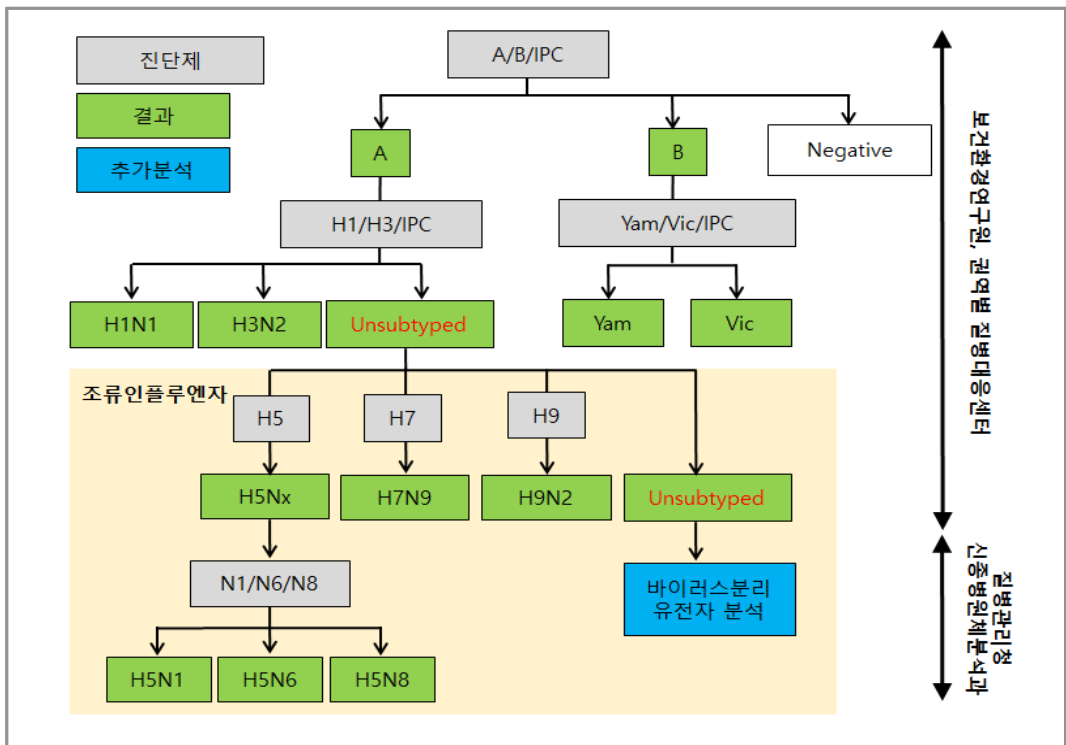 진단제
결과
추가분석
A/B/IPC
A
B
Negative
H1/H3/IPC
Yam/Vic/IPC
H1N1
H3N2
Unsubtyped
Yam
Vic
조류인플루엔자
H5
H7
H9
H5Nx
H7N9
H9N2
Unsubtyped
N1/N6/N8
바이러스분리
유전자 분석
H5N1
H5N6
H5N8
보건환경연구원, 권역별 질병대응센터
질병관리청
신종병원체분석과